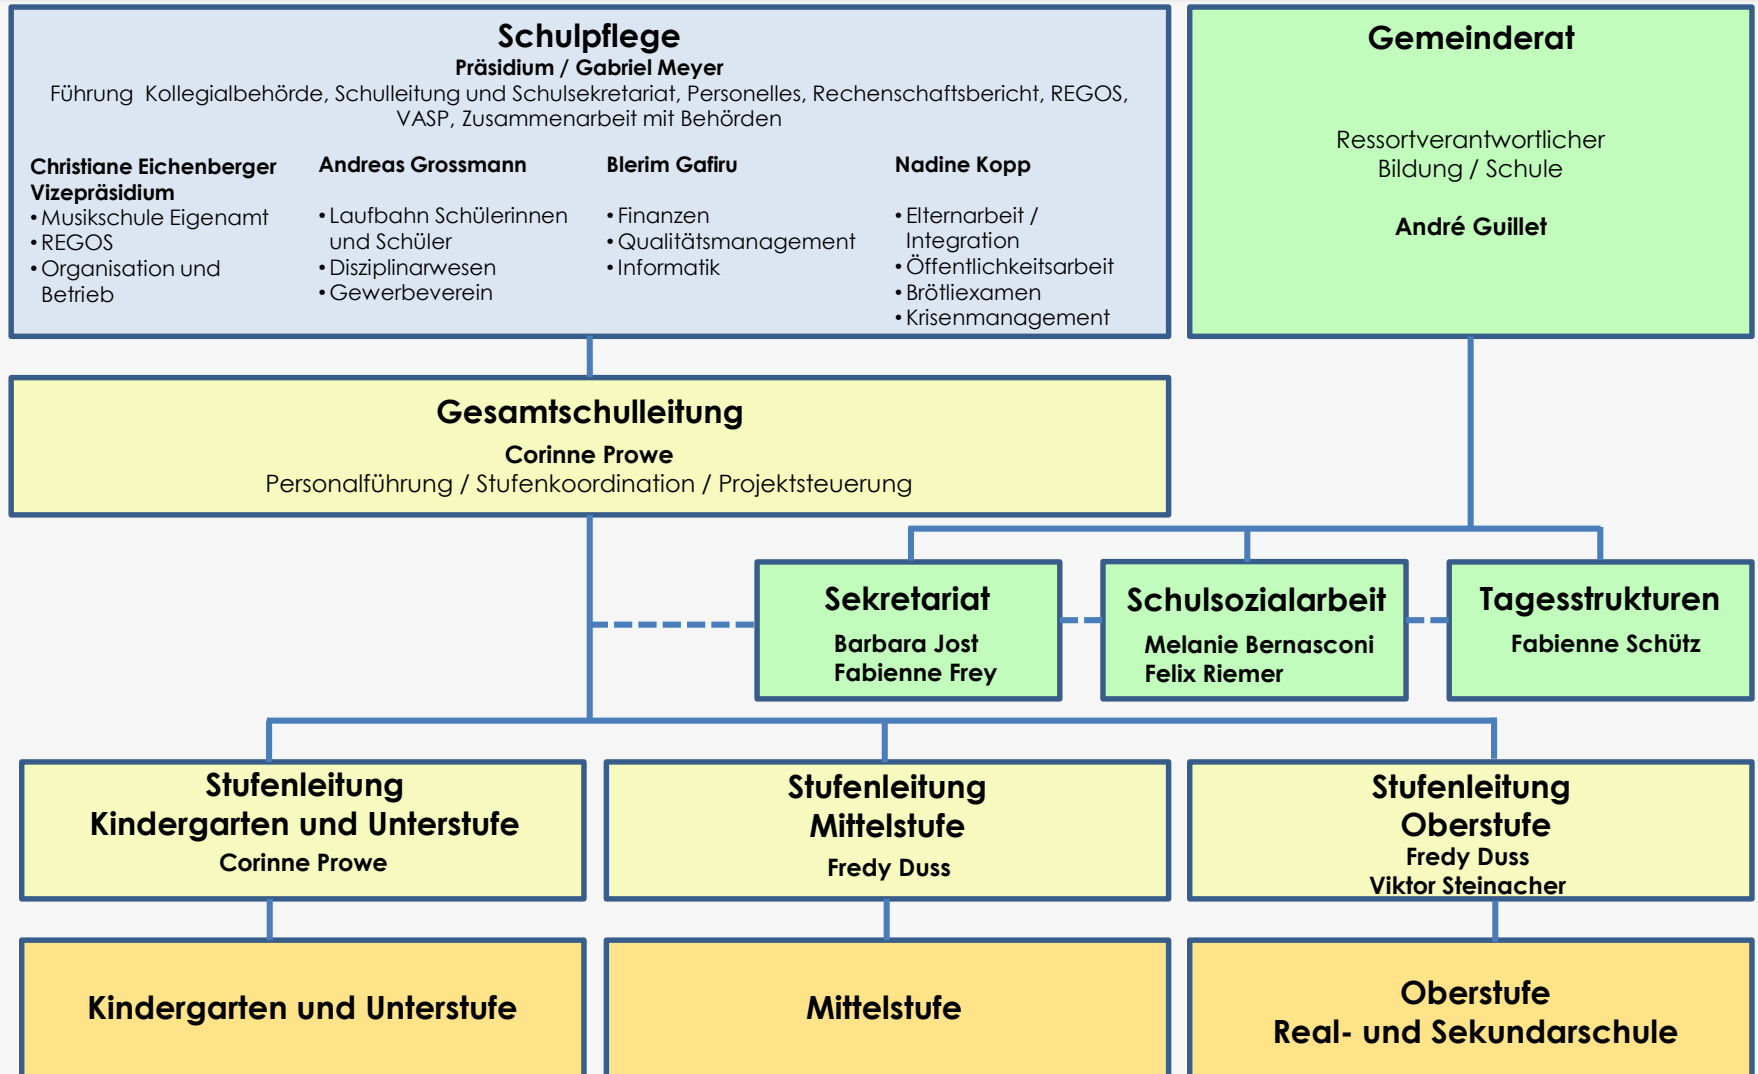 Schulpflege
Präsidium / Gabriel Meyer
Führung Kollegialbehörde, Schulleitung und Schulsekretariat, Personelles, Rechenschaftsbericht, REGOS,
VASP, Zusammenarbeit mit Behörden
Christiane Eichenberger
Vizepräsidium
• Musikschule Eigenamt
• REGOS
• Organisation und
Betrieb
Andreas Grossmann
• Laufbahn Schülerinnen
und Schüler
• Disziplinarwesen
• Gewerbeverein
Blerim Gafiru
• Finanzen
• Qualitätsmanagement
• Informatik
Nadine Kopp
• Elternarbeit /
Integration
• Öffentlichkeitsarbeit
• Brötliexamen
• Krisenmanagement
Gemeinderat
Ressortverantwortlicher
Bildung / Schule
André Guillet
Gesamtschulleitung
Corinne Prowe
Personalführung / Stufenkoordination / Projektsteuerung
Sekretariat
Barbara Jost
Fabienne Frey
Schulsozialarbeit
Melanie Bernasconi
Felix Riemer
Tagesstrukturen
Fabienne Schütz
Stufenleitung
Kindergarten und Unterstufe
Corinne Prowe
Stufenleitung
Mittelstufe
Fredy Duss
Stufenleitung
Oberstufe
Fredy Duss
Viktor Steinacher
Kindergarten und Unterstufe
Mittelstufe
Oberstufe
Real- und Sekundarschule